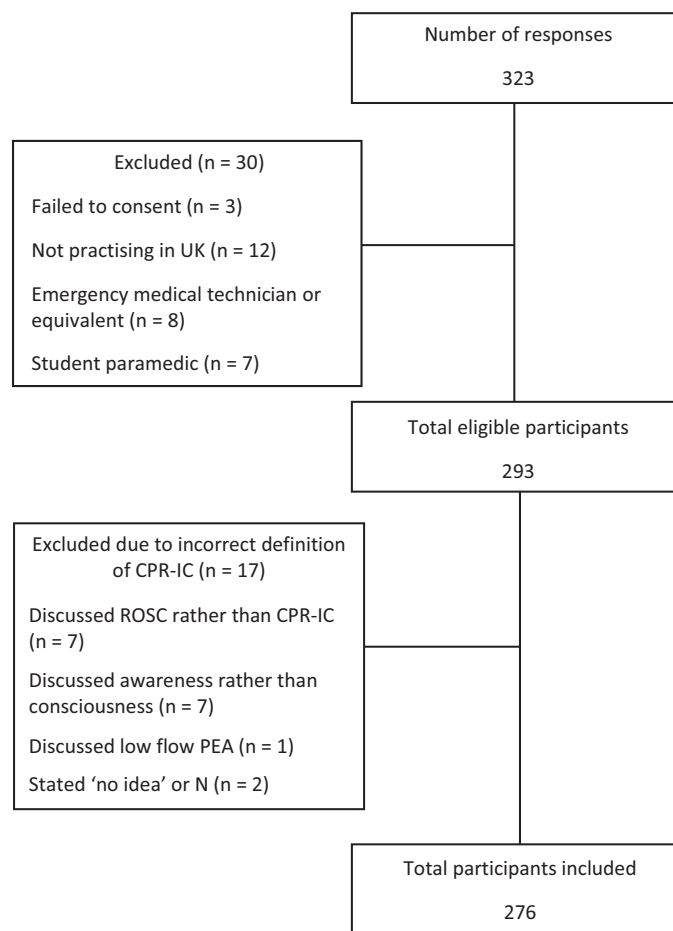 Number of responses
323
Excluded (n = 30)
Failed to consent (n = 3)
Not practising in UK (n = 12)
Emergency medical technician or
equivalent (n = 8)
Student paramedic (n = 7)
Total eligible participants
293
Excluded due to incorrect definition
of CPR-IC (n = 17)
Discussed ROSC rather than CPR-IC
(n = 7)
Discussed awareness rather than
consciousness (n = 7)
Discussed low flow PEA (n = 1)
Stated ‘no idea’ or N (n = 2)
Total participants included
276